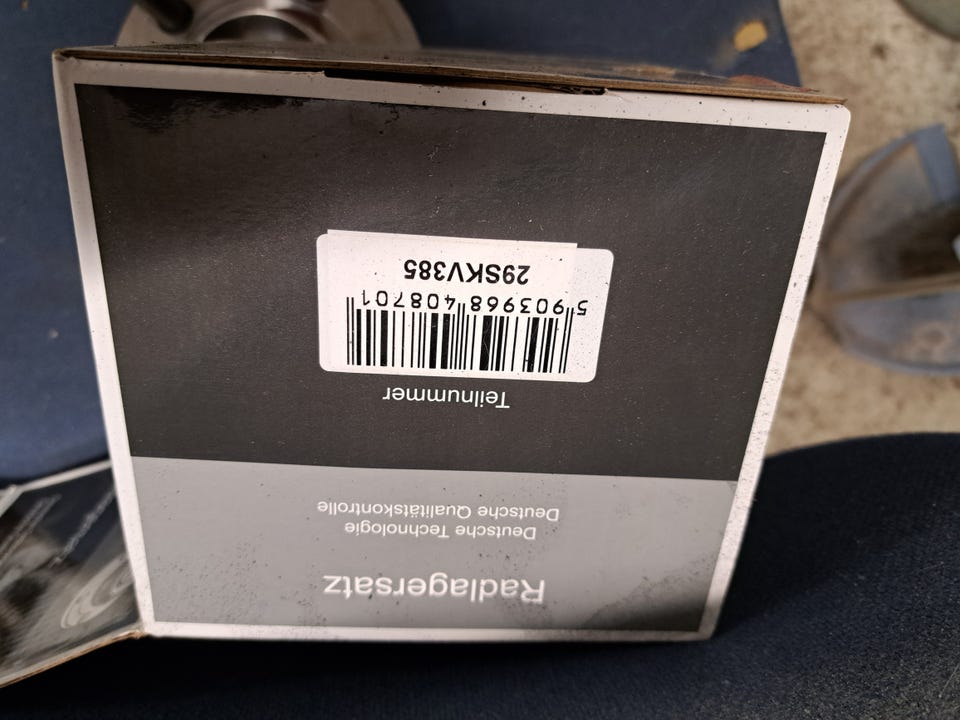 Radlagersatz
Deutsche Technologie
Deutsche Qualitätskontrolle
Teilnummer
5 903968 408701
29SKV385